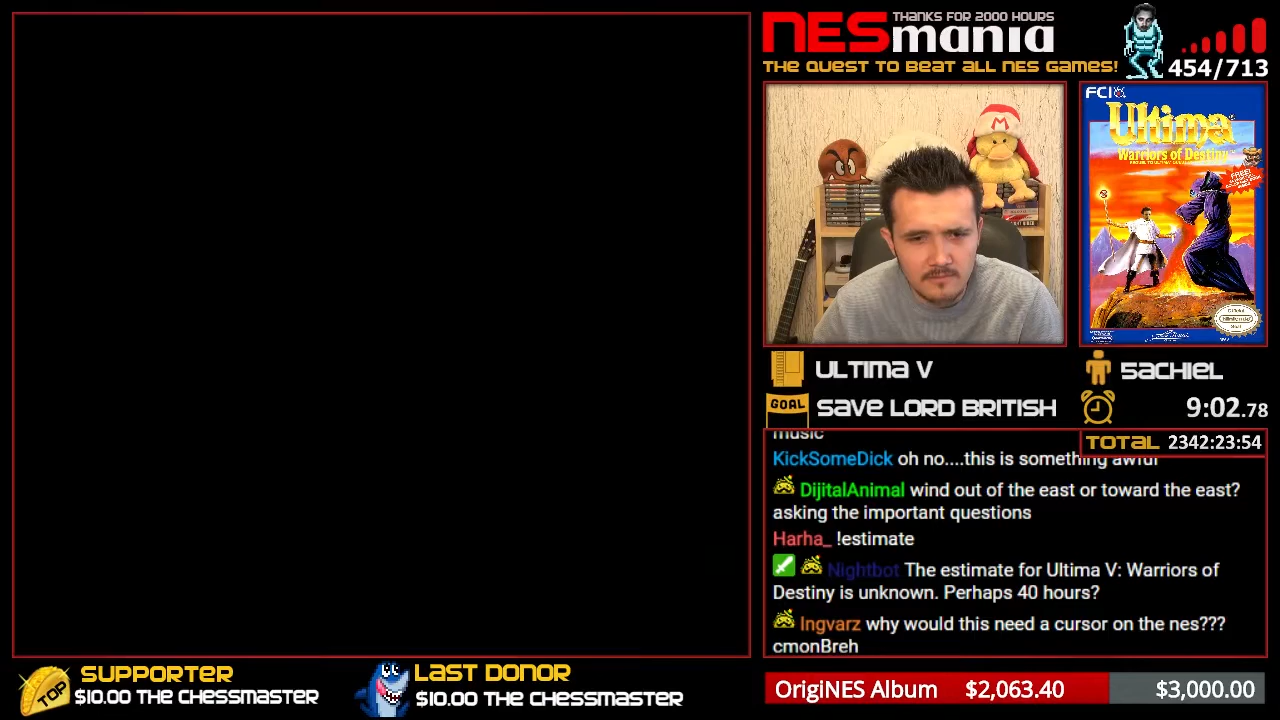 NESmania
THANKS FOR 2000 HOURS
THE QUEST TO BEAT ALL NES GAMES!
454/713
FCI
Ultima
Warriors of Destiny
FREE!
M
ULTIMA V
5ACHIEL
GOAL
SAVE LORD BRITISH
9:02.78
TOTAL 2342:23:54
music
KickSomeDick oh no....this is something awful
DijitalAnimal wind out of the east or toward the east?
asking the important questions
Harha_ !estimate
Nightbot The estimate for Ultima V: Warriors of
Destiny is unknown. Perhaps 40 hours?
Ingvarz why would this need a cursor on the nes???
cmonBreh
TOP
SUPPORTER
$10.00 THE CHESSMASTER
LAST DONOR
$10.00 THE CHESSMASTER
OrigiNES Album $2,063.40 $3,000.00